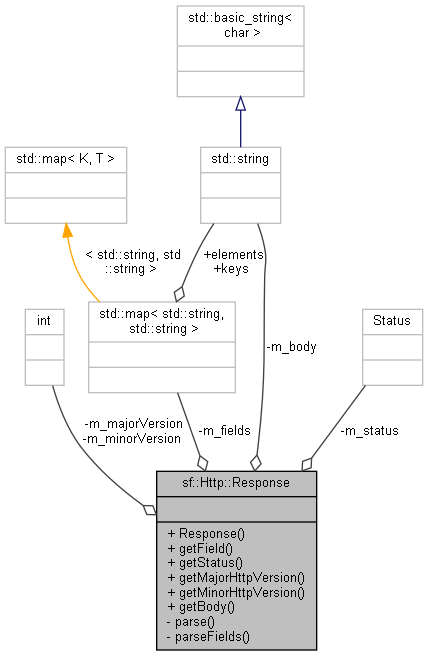 std::basic_string<
char >
std::map< K, T >
std::string
< std::string, std
::string >
+elements
+keys
int
std::map< std::string,
std::string >
Status
-m_body
-m_majorVersion
-m_minorVersion
-m_fields
-m_status
sf::Http::Response
+ Response()
+ getField()
+ getStatus()
+ getMajorHttpVersion()
+ getMinorHttpVersion()
+ getBody()
- parse()
- parseFields()